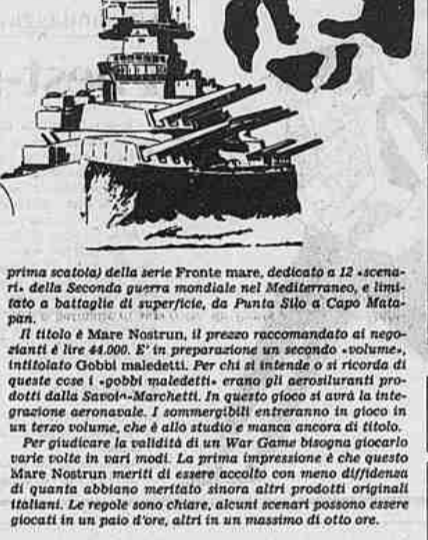 prima scatola) della serie Fronte mare, dedicato a 12 «scena-
ri» della Seconda guerra mondiale nel Mediterraneo, e limi-
tato a battaglie di superficie, da Punta Silo a Capo Mata-
pan.
Il titolo è Mare Nostrun, il prezzo raccomandato ai nego-
zianti è lire 44.000. E' in preparazione un secondo «volume»,
intitolato Gobbi maledetti. Per chi si intende o si ricorda di
queste cose i «gobbi maledetti» erano gli aerosiluranti pro-
dotti dalla Savoia-Marchetti. In questo gioco si avrà la inte-
grazione aeronavale. I sommergibili entreranno in gioco in
un terzo volume, che è allo studio e manca ancora di titolo.
Per giudicare la validità di un War Game bisogna giocarlo
varie volte in vari modi. La prima impressione è che questo
Mare Nostrun meriti di essere accolto con meno diffidenza
di quanta abbiano meritato sinora altri prodotti originali
italiani. Le regole sono chiare, alcuni scenari possono essere
giocati in un paio d'ore, altri in un massimo di otto ore.